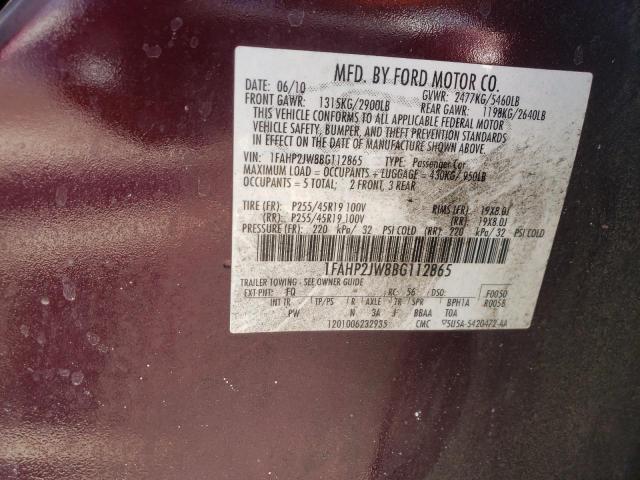 MFD. BY FORD MOTOR CO.
DATE: 06/10 GVWR: 2477KG/5460LB
FRONT GAWR: 1315KG/2900LB REAR GAWR: 1198KG/2640LB
THIS VEHICLE CONFORMS TO ALL APPLICABLE FEDERAL MOTOR
VEHICLE SAFETY, BUMPER, AND THEFT PREVENTION STANDARDS
IN EFFECT ON THE DATE OF MANUFACTURE SHOWN ABOVE.
VIN: 1FAHP2JW8BG112865 TYPE: Passenger Car
MAXIMUM LOAD = OCCUPANTS + LUGGAGE = 430KG/ 950LB
OCCUPANTS = 5 TOTAL; 2 FRONT, 3 REAR
TIRE (FR): P255/45R19 100V RIMS (FR): 19X8.0J
(RR): P255/45R19 100V (RR): 19X8.0J
PRESSURE (FR): 220 kPa/ 32 PSI COLD (RR): 220 kPa/ 32 PSI COLD
1FAHP2JW8BG112865
TRAILER TOWING - SEE OWNER GUIDE
EXT PNT: FQ RC: 56 DSO: F0050
INT TR TP/PS R AXLE TR SPR BPH1A R0058
PW N 3A BBAA T0A
1201006232935 CMC 5U5A-5420472-AA